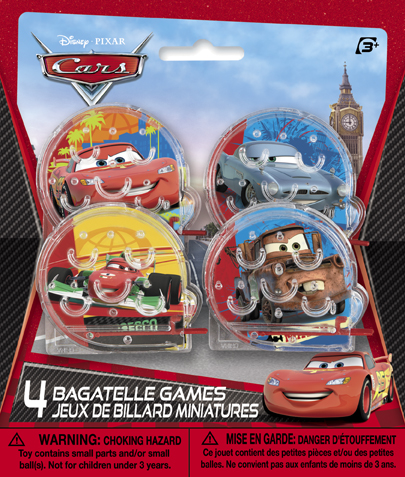 Disney · PIXAR
Cars
3+
4 BAGATELLE GAMES
JEUX DE BILLARD MINIATURES
WARNING: CHOKING HAZARD
Toy contains small parts and/or small
ball(s). Not for children under 3 years.
MISE EN GARDE: DANGER D'ÉTOUFFEMENT
Ce jouet contient des petites pièces et/ou des petites
balles. Ne convient pas aux enfants de moins de 3 ans.